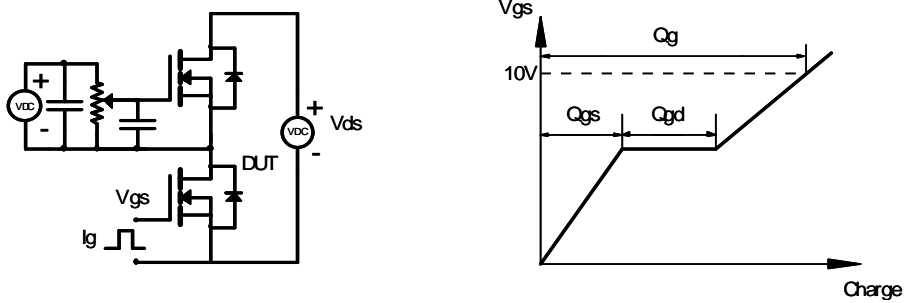 +
VDC
-
Vgs
Ig
DUT
+
VDC
-
Vds
Vgs
Qg
10V
Qgs
Qgd
Charge